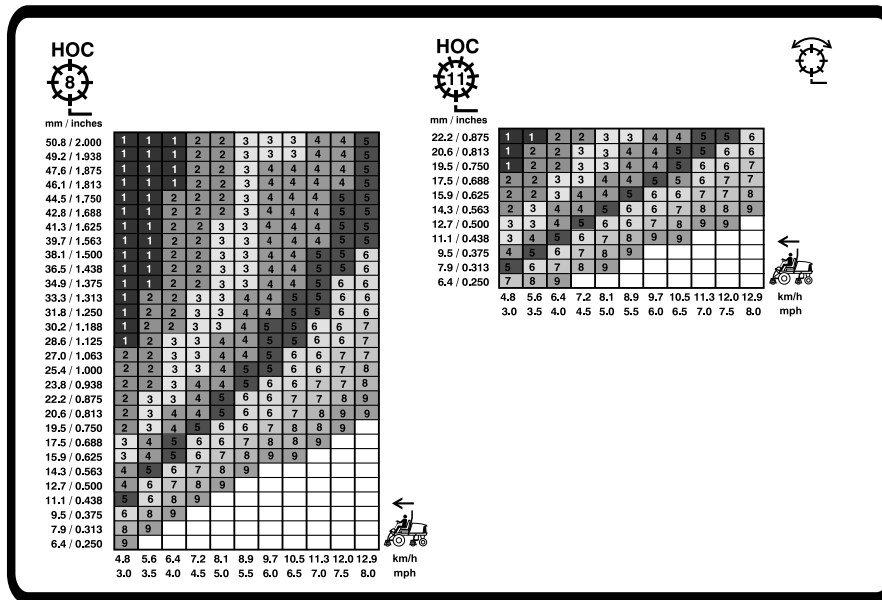 HOC
8
mm / inches
50.8 / 2.000 1 1 1 2 2 3 3 3 4 4 5
49.2 / 1.938 1 1 1 2 2 3 3 3 4 4 5
47.6 / 1.875 1 1 1 2 2 3 4 4 4 4 5
46.1 / 1.813 1 1 1 2 2 3 4 4 4 4 5
44.5 / 1.750 1 1 2 2 2 3 4 4 4 5 5
42.8 / 1.688 1 1 2 2 2 3 4 4 4 5 5
41.3 / 1.625 1 1 2 2 3 3 4 4 4 5 5
39.7 / 1.563 1 1 2 2 3 3 4 4 4 5 5
38.1 / 1.500 1 1 2 2 3 3 4 4 5 5 6
36.5 / 1.438 1 1 2 2 3 3 4 4 5 5 6
34.9 / 1.375 1 1 2 2 3 3 4 4 5 6 6
33.3 / 1.313 1 2 2 3 3 4 4 5 5 6 6
31.8 / 1.250 1 2 2 3 3 4 4 5 5 6 6
30.2 / 1.188 1 2 2 3 3 4 5 5 6 6 7
28.6 / 1.125 1 2 3 3 4 4 5 5 6 6 7
27.0 / 1.063 2 2 3 3 4 4 5 6 6 7 7
25.4 / 1.000 2 2 3 3 4 5 5 6 6 7 8
23.8 / 0.938 2 2 3 4 4 5 6 6 7 7 8
22.2 / 0.875 2 3 3 4 5 6 6 7 7 8 9
20.6 / 0.813 2 3 4 4 5 6 6 7 8 9 9
19.5 / 0.750 2 3 4 5 6 6 7 8 8 9
17.5 / 0.688 3 4 5 6 6 7 8 8 9
15.9 / 0.625 3 4 5 6 7 8 9 9
14.3 / 0.563 4 5 6 7 8 9
12.7 / 0.500 4 6 7 8 9
11.1 / 0.438 5 6 8 9
9.5 / 0.375 6 8 9
7.9 / 0.313 8 9
6.4 / 0.250 9
4.8 5.6 6.4 7.2 8.1 8.9 9.7 10.5 11.3 12.0 12.9 km/h
3.0 3.5 4.0 4.5 5.0 5.5 6.0 6.5 7.0 7.5 8.0 mph
HOC
11
mm / inches
22.2 / 0.875 1 1 2 2 3 3 4 4 5 5 6
20.6 / 0.813 1 2 2 3 3 4 4 5 5 6 6
19.5 / 0.750 1 2 2 3 3 4 4 5 6 6 7
17.5 / 0.688 2 2 3 3 4 4 5 5 6 7 7
15.9 / 0.625 2 2 3 4 4 5 6 6 7 7 8
14.3 / 0.563 2 3 4 4 5 6 6 7 8 8 9
12.7 / 0.500 3 3 4 5 6 6 7 8 9 9
11.1 / 0.438 3 4 5 6 7 8 9 9
9.5 / 0.375 4 5 6 7 8 9
7.9 / 0.313 5 6 7 8 9
6.4 / 0.250 7 8 9
4.8 5.6 6.4 7.2 8.1 8.9 9.7 10.5 11.3 12.0 12.9 km/h
3.0 3.5 4.0 4.5 5.0 5.5 6.0 6.5 7.0 7.5 8.0 mph